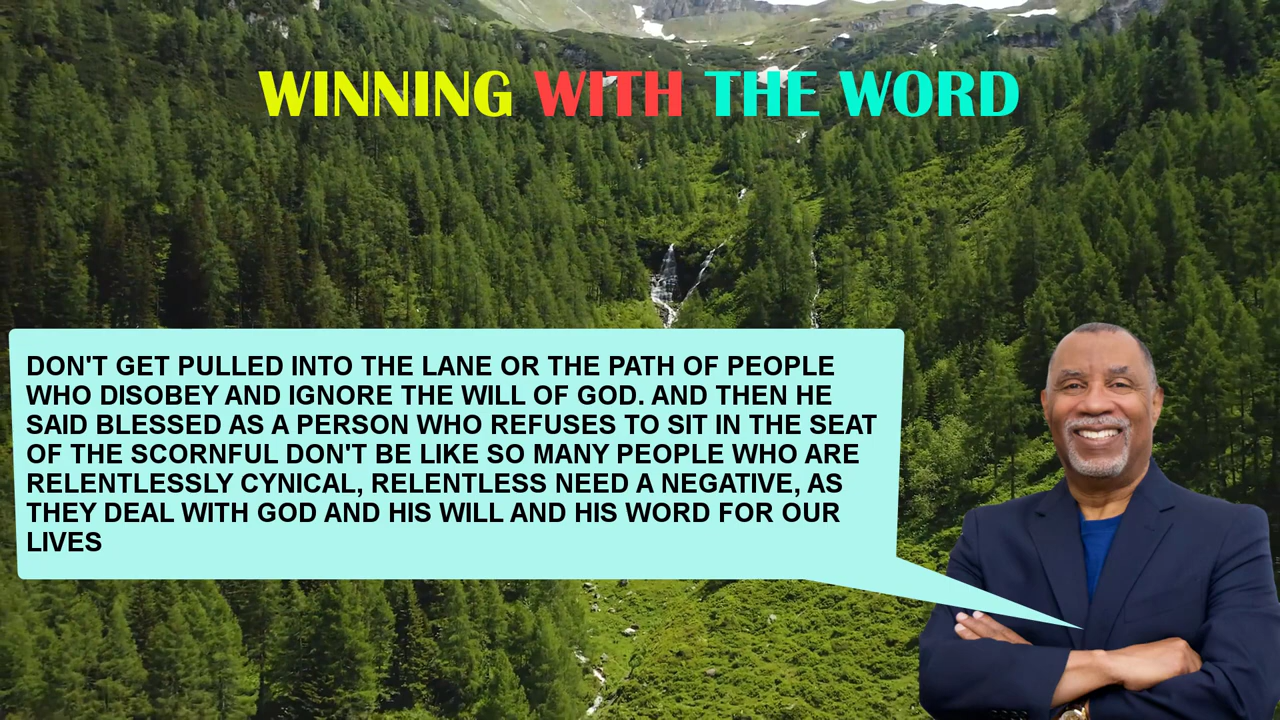 WINNING WITH THE WORD
DON'T GET PULLED INTO THE LANE OR THE PATH OF PEOPLE
WHO DISOBEY AND IGNORE THE WILL OF GOD. AND THEN HE
SAID BLESSED AS A PERSON WHO REFUSES TO SIT IN THE SEAT
OF THE SCORNFUL DON'T BE LIKE SO MANY PEOPLE WHO ARE
RELENTLESSLY CYNICAL, RELENTLESS NEED A NEGATIVE, AS
THEY DEAL WITH GOD AND HIS WILL AND HIS WORD FOR OUR
LIVES